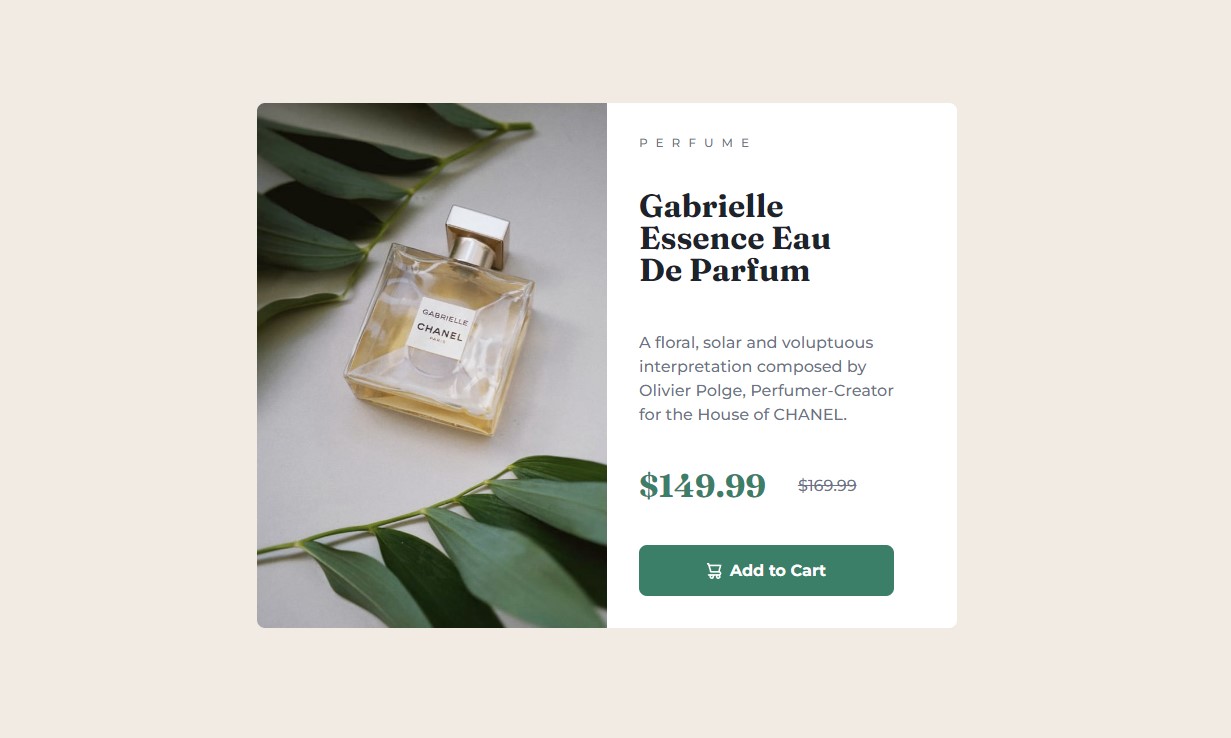 GABRIELLE
CHANEL
PARIS
PERFUME
Gabrielle
Essence Eau
De Parfum
A floral, solar and voluptuous
interpretation composed by
Olivier Polge, Perfumer-Creator
for the House of CHANEL.
$149.99 $169.99
Add to Cart